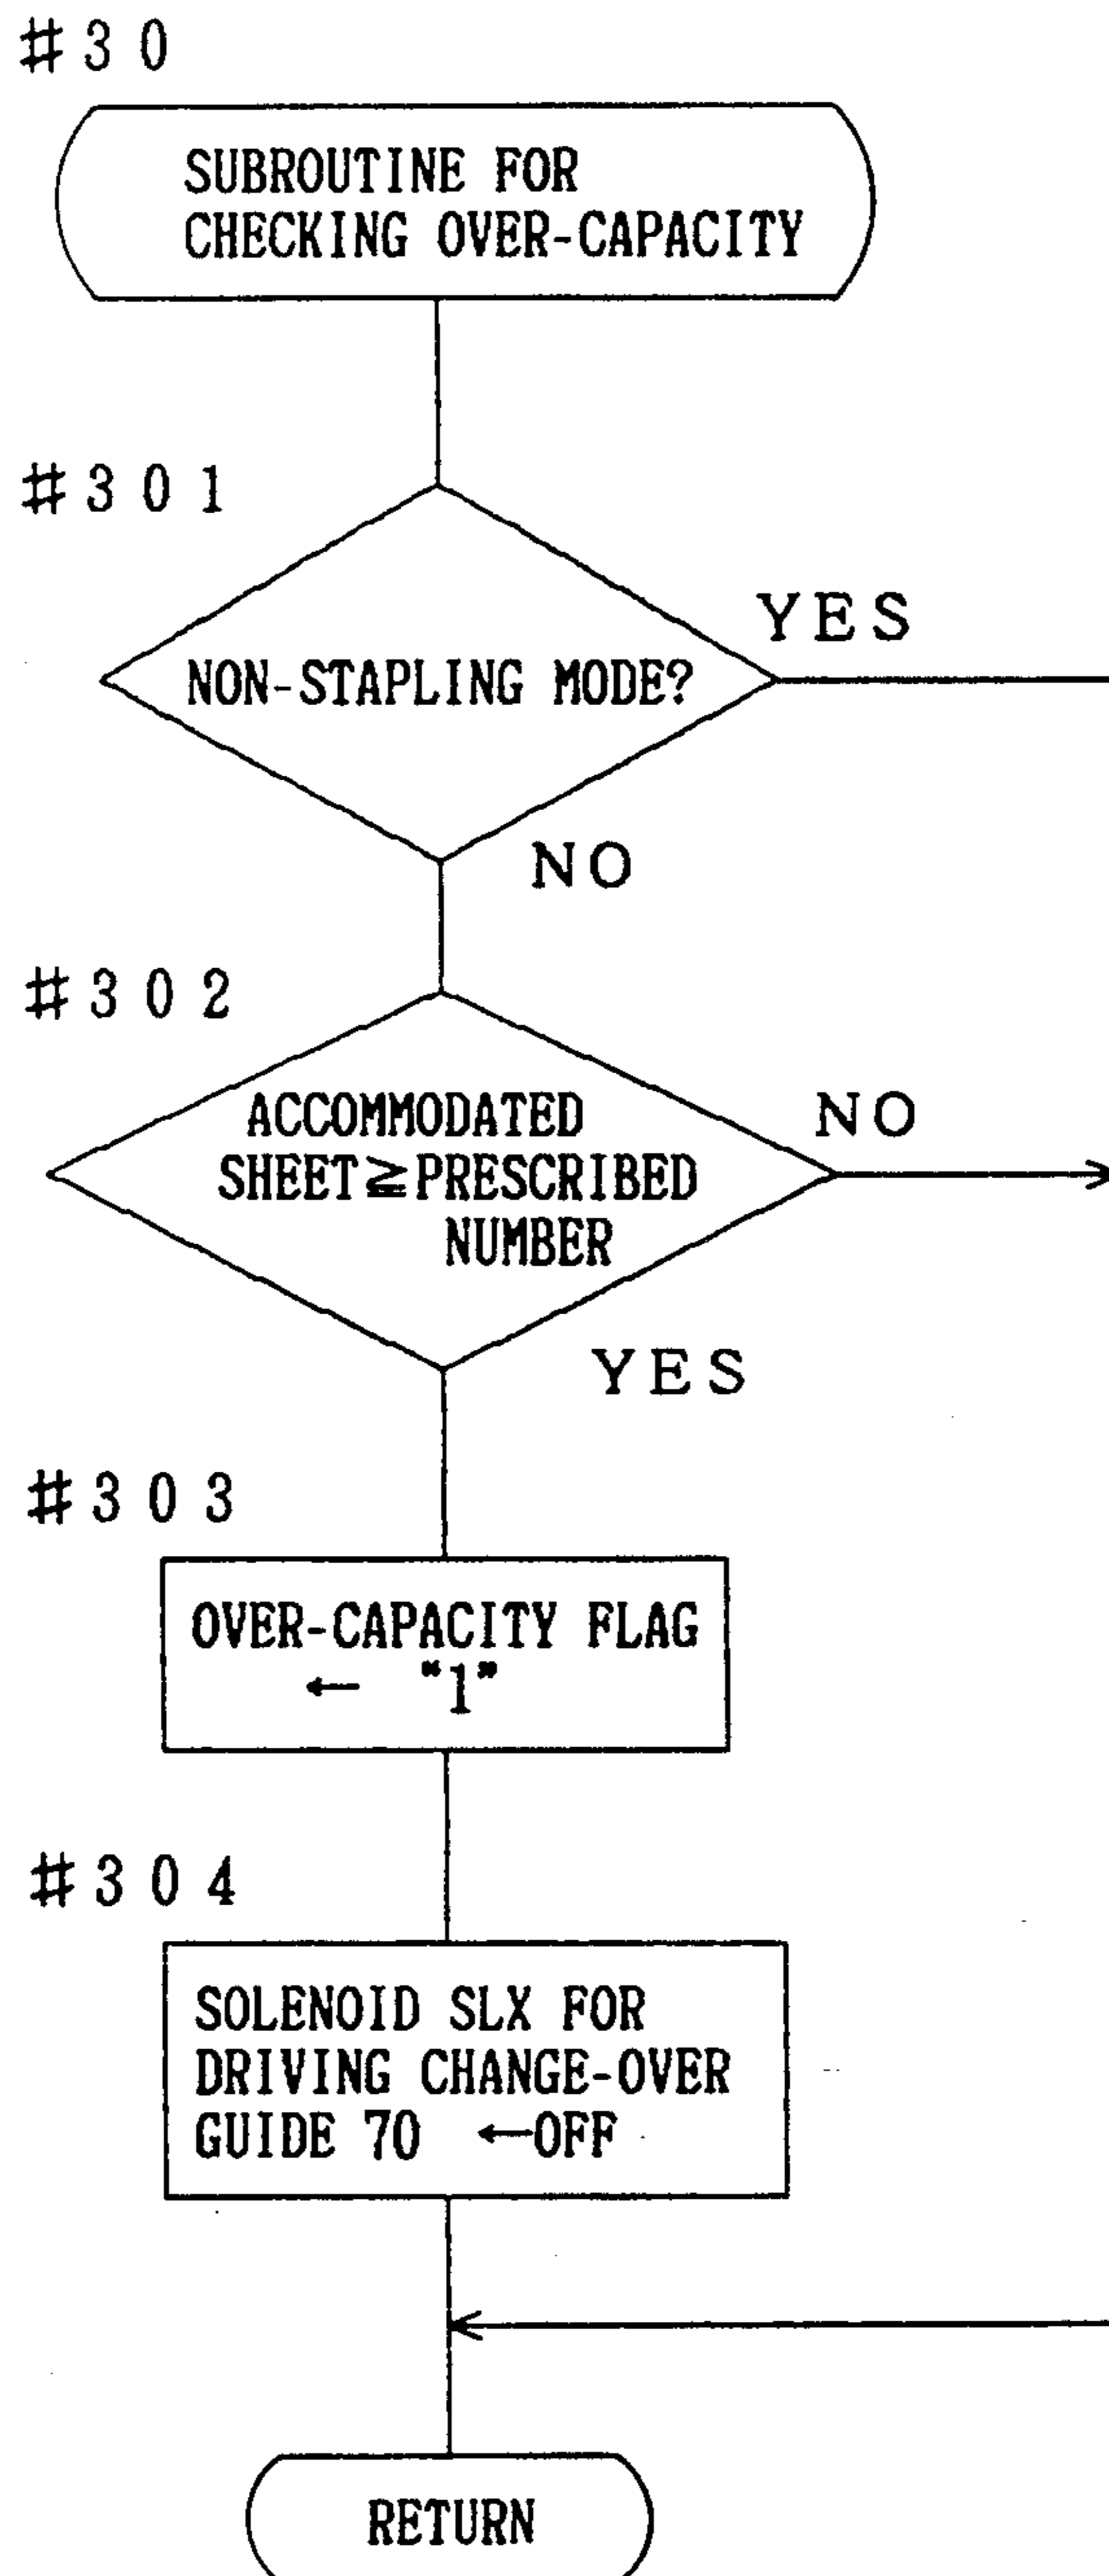 #30
SUBROUTINE FOR
CHECKING OVER-CAPACITY
#301
YES
NON-STAPLING MODE?
NO
#302
NO
ACCOMMODATED
SHEET≧PRESCRIBED
NUMBER
YES
#303
OVER-CAPACITY FLAG
← "1"
#304
SOLENOID SLX FOR
DRIVING CHANGE-OVER
GUIDE 70 ←OFF
RETURN